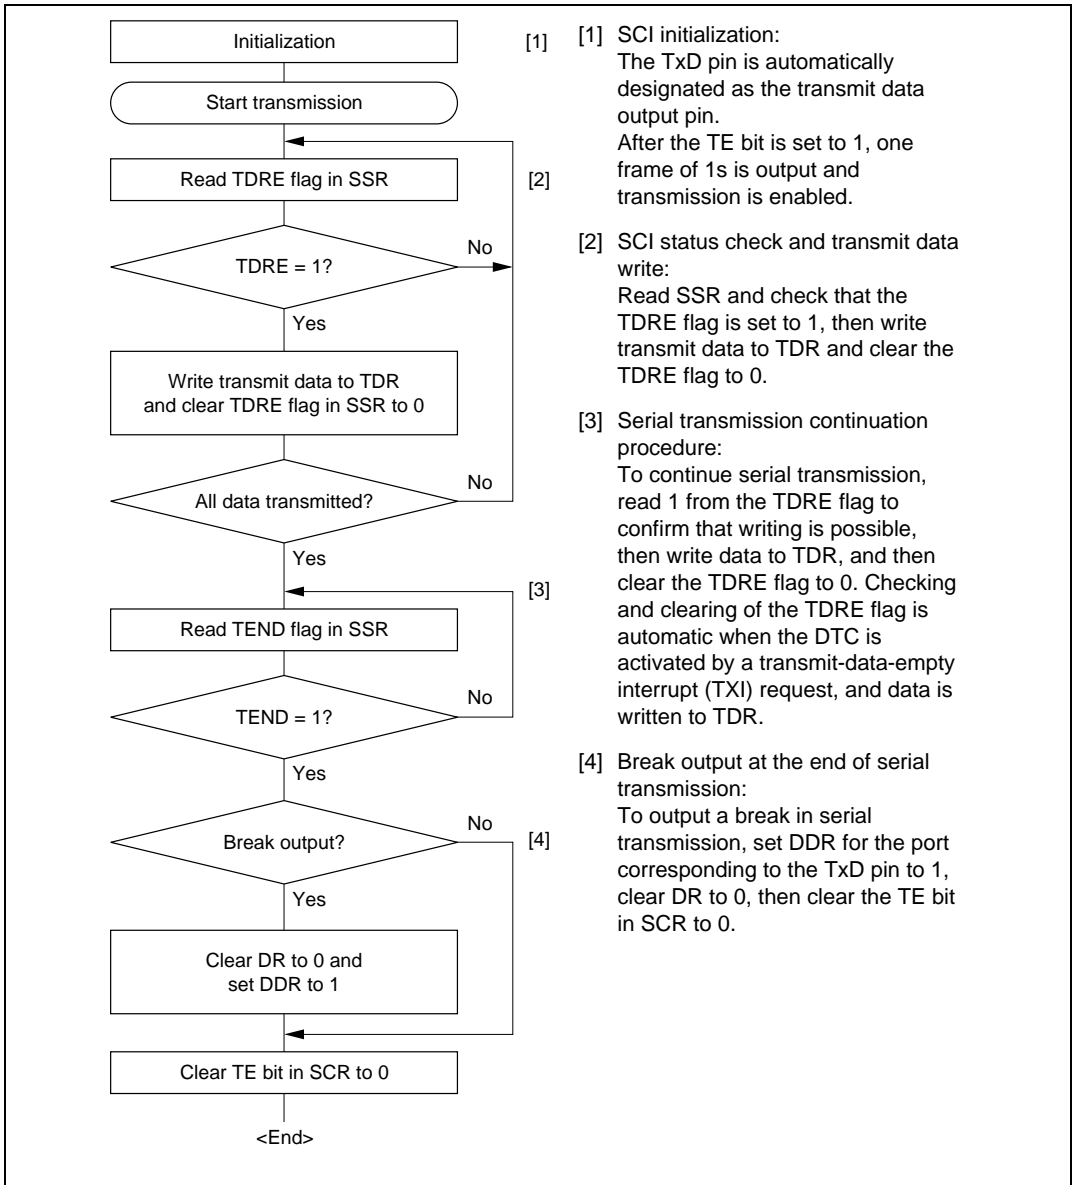 Initialization
[1]
Start transmission
Read TDRE flag in SSR
[2]
TDRE = 1?
No
Yes
Write transmit data to TDR
and clear TDRE flag in SSR to 0
All data transmitted?
No
Yes
[3]
Read TEND flag in SSR
TEND = 1?
No
Yes
Break output?
No
[4]
Yes
Clear DR to 0 and
set DDR to 1
Clear TE bit in SCR to 0
<End>
[1] SCI initialization:
The TxD pin is automatically
designated as the transmit data
output pin.
After the TE bit is set to 1, one
frame of 1s is output and
transmission is enabled.
[2] SCI status check and transmit data
write:
Read SSR and check that the
TDRE flag is set to 1, then write
transmit data to TDR and clear the
TDRE flag to 0.
[3] Serial transmission continuation
procedure:
To continue serial transmission,
read 1 from the TDRE flag to
confirm that writing is possible,
then write data to TDR, and then
clear the TDRE flag to 0. Checking
and clearing of the TDRE flag is
automatic when the DTC is
activated by a transmit-data-empty
interrupt (TXI) request, and data is
written to TDR.
[4] Break output at the end of serial
transmission:
To output a break in serial
transmission, set DDR for the port
corresponding to the TxD pin to 1,
clear DR to 0, then clear the TE bit
in SCR to 0.